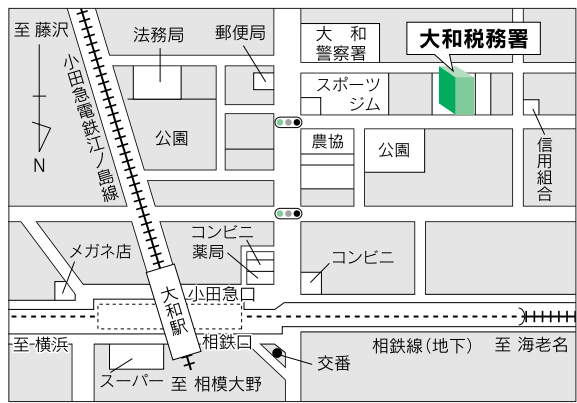 至 藤沢
法務局
郵便局
大 和
警察署
大和税務署
小田急電鉄江ノ島線
スポーツ
ジム
N
公園
農協
公園
信用組合
コンビニ
薬局
メガネ店
コンビニ
小田急口
大和駅
至 横浜
相鉄口
相鉄線(地下)
至 海老名
交番
スーパー
至 相模大野